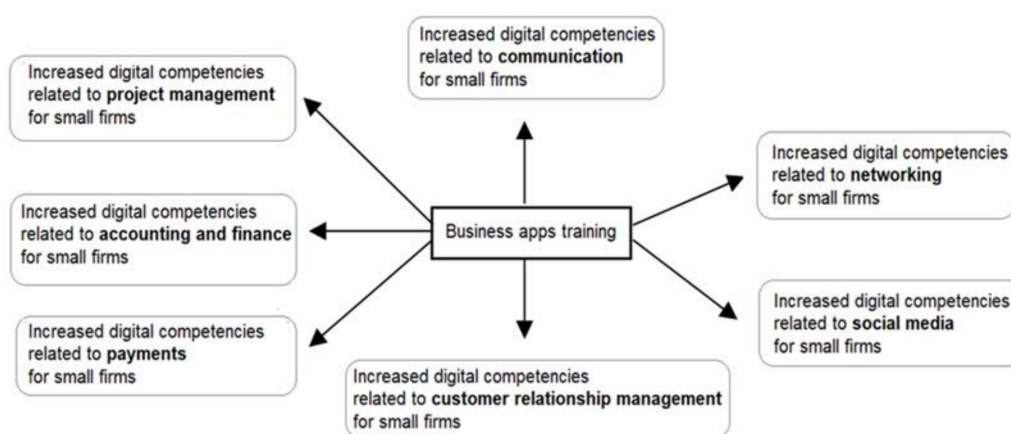 Increased digital competencies
related to communication
for small firms
Increased digital competencies
related to project management
for small firms
Increased digital competencies
related to networking
for small firms
Increased digital competencies
related to accounting and finance
for small firms
Business apps training
Increased digital competencies
related to social media
for small firms
Increased digital competencies
related to payments
for small firms
Increased digital competencies
related to customer relationship management
for small firms